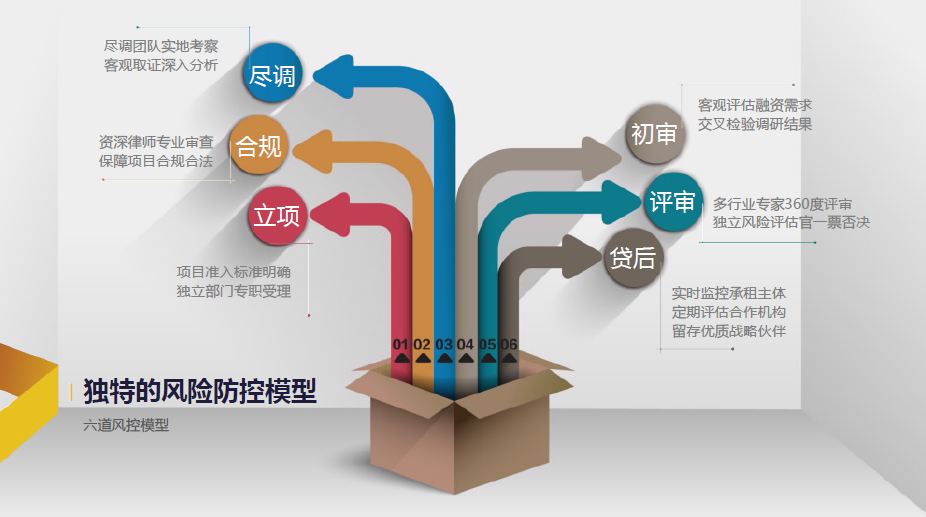 尽调团队实地考察
客观取证深入分析
尽调
资深律师专业审查
保障项目合规合法
合规
立项
项目准入标准明确
独立部门专职受理
客观评估融资需求
交叉检验调研结果
初审
评审
多行业专家360度评审
独立风险评估官一票否决
贷后
实时监控承租主体
定期评估合作机构
留存优质战略伙伴
01 02 03 04 05 06
独特的风险防控模型
六道风控模型